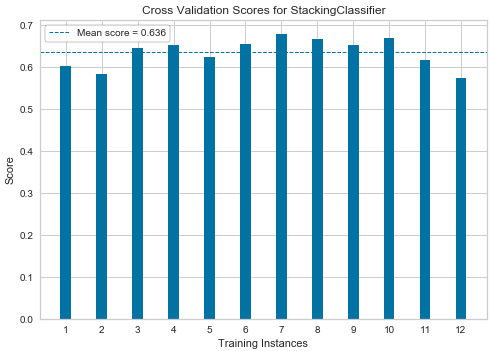 Cross Validation Scores for StackingClassifier
Mean score = 0.636
0.7
0.6
0.5
0.4
0.3
0.2
0.1
0.0
Score
1 2 3 4 5 6 7 8 9 10 11 12
Training Instances